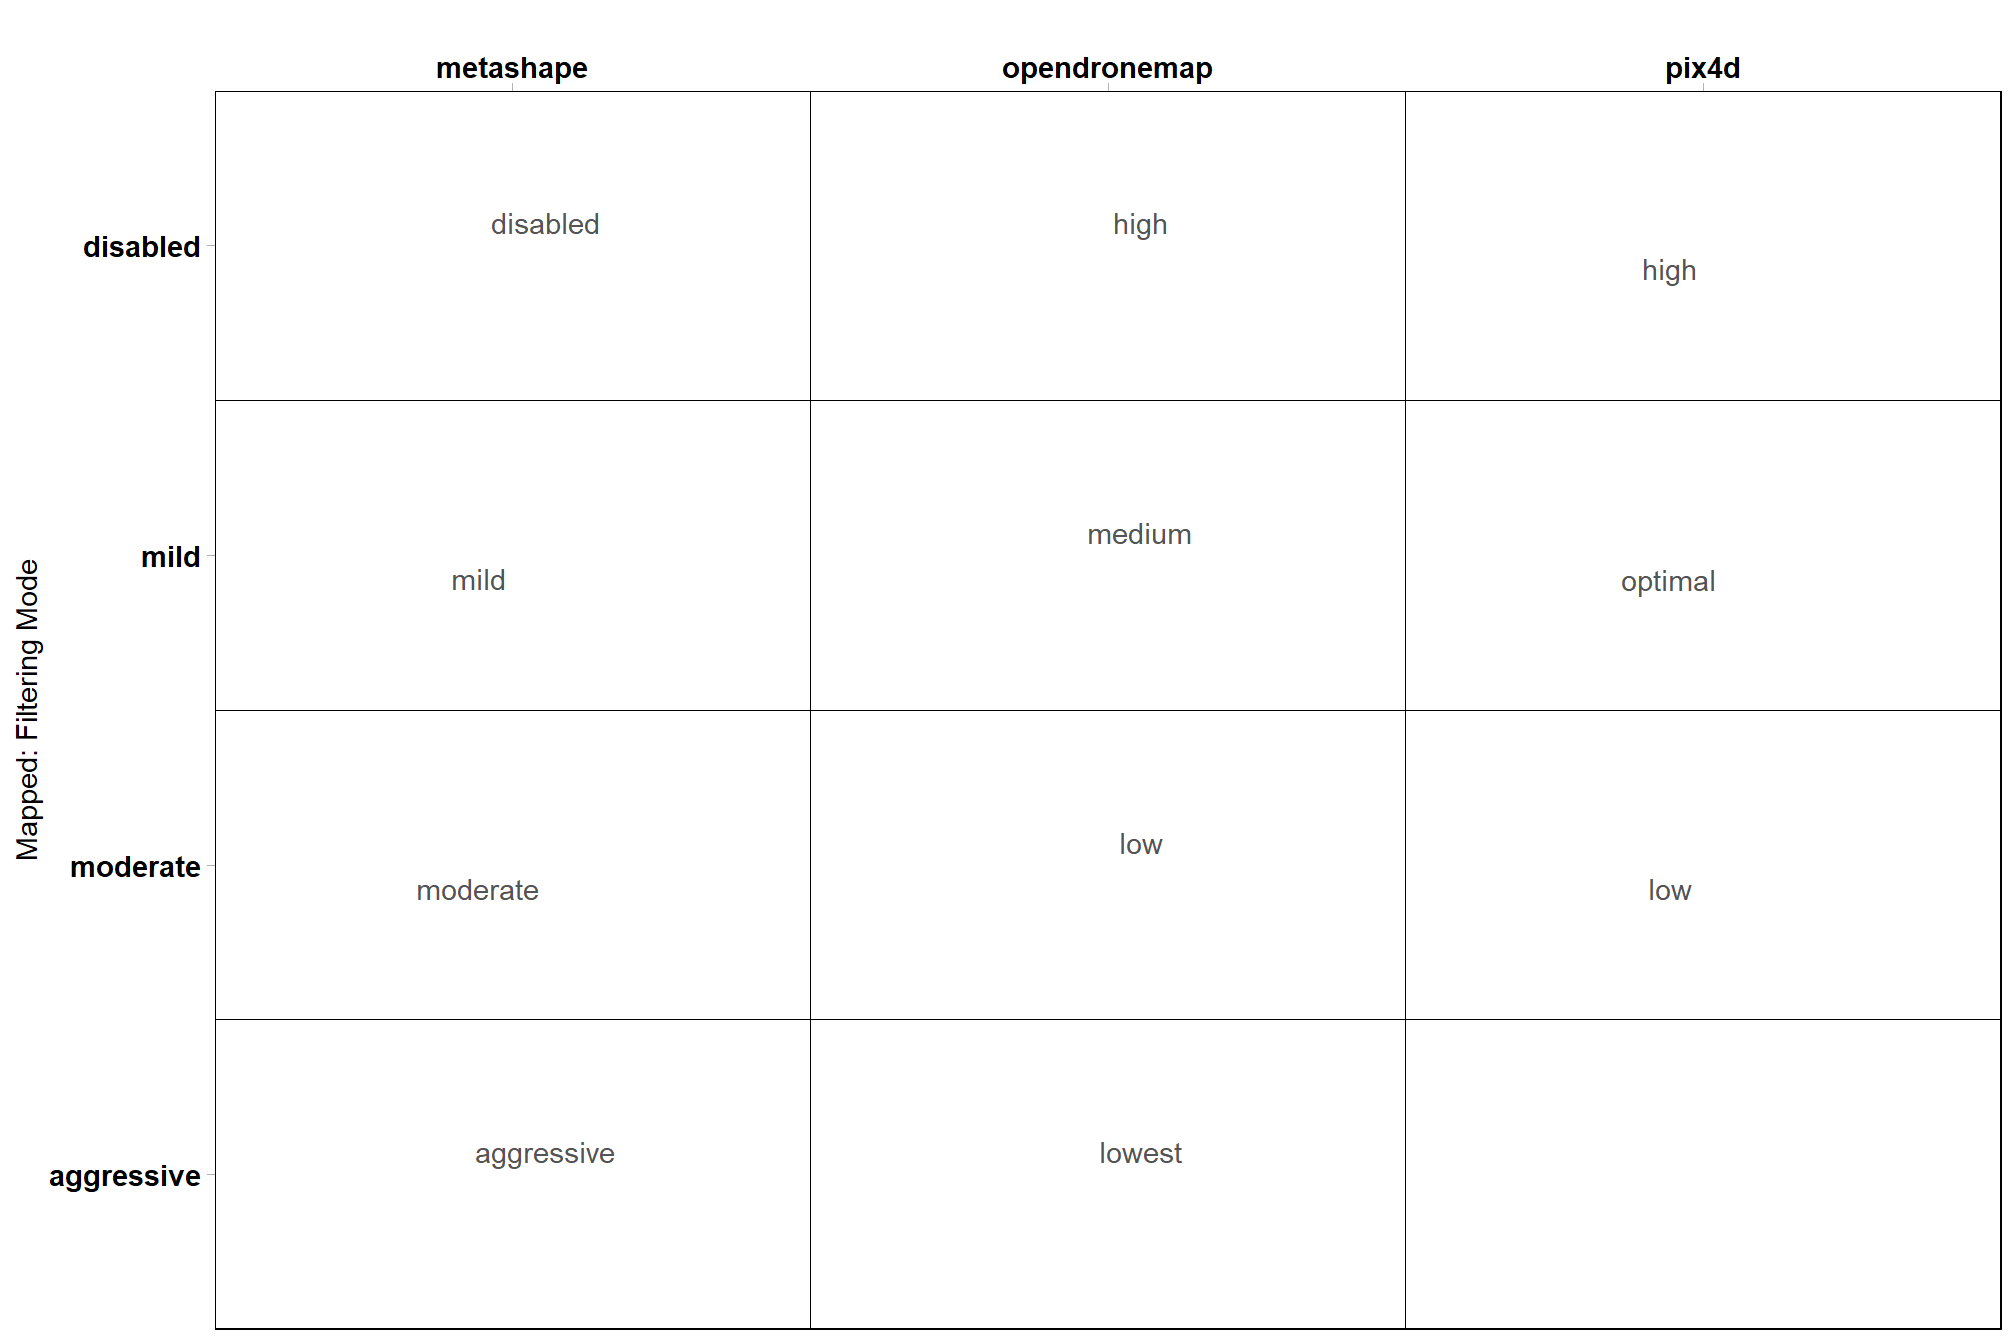 metashape opendronemap pix4d
disabled disabled high high
mild mild medium optimal
moderate moderate low low
aggressive aggressive lowest
Mapped: Filtering Mode